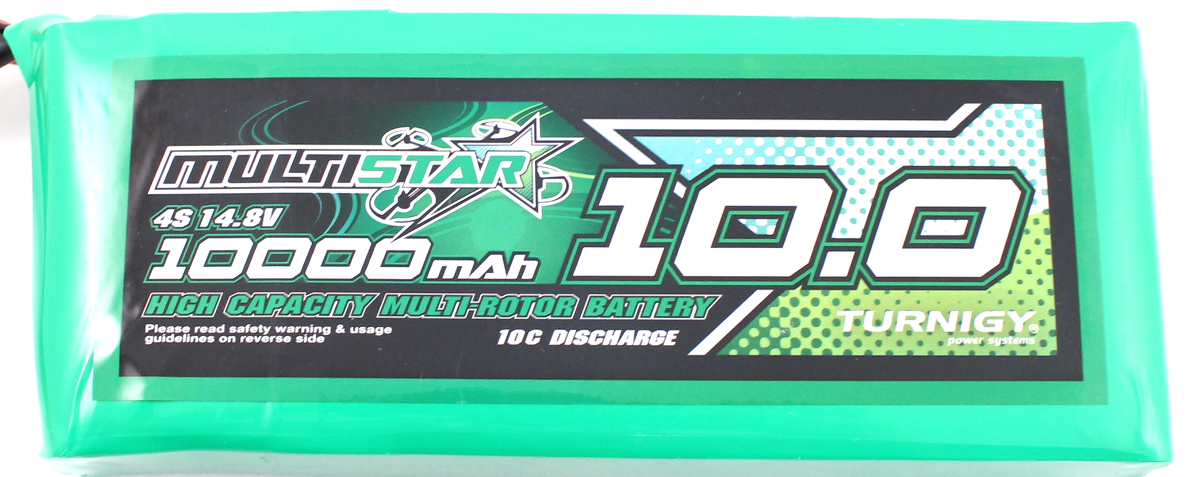 MULTISTAR
4S 14.8V
10000mAh
10.0
HIGH CAPACITY MULTI-ROTOR BATTERY
Please read safety warning & usage
guidelines on reverse side
10C DISCHARGE
TURNIGY®
power systems